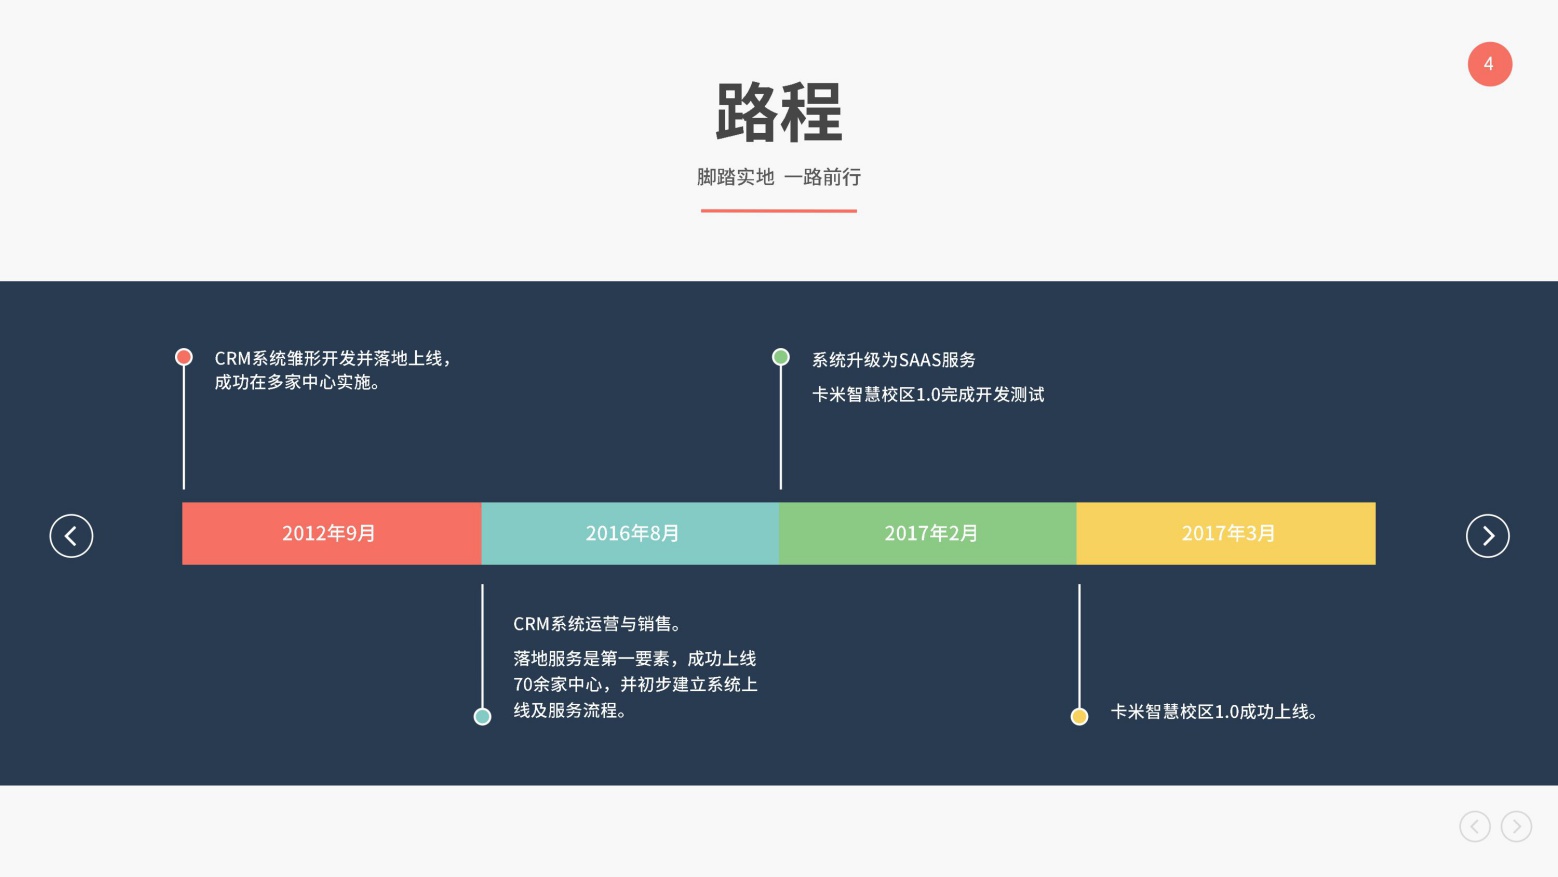 4
路程
脚踏实地 一路前行
CRM系统雏形开发并落地上线，
成功在多家中心实施。
系统升级为SAAS服务
卡米智慧校区1.0完成开发测试
2012年9月
2016年8月
2017年2月
2017年3月
CRM系统运营与销售。
落地服务是第一要素，成功上线
70余家中心，并初步建立系统上
线及服务流程。
卡米智慧校区1.0成功上线。